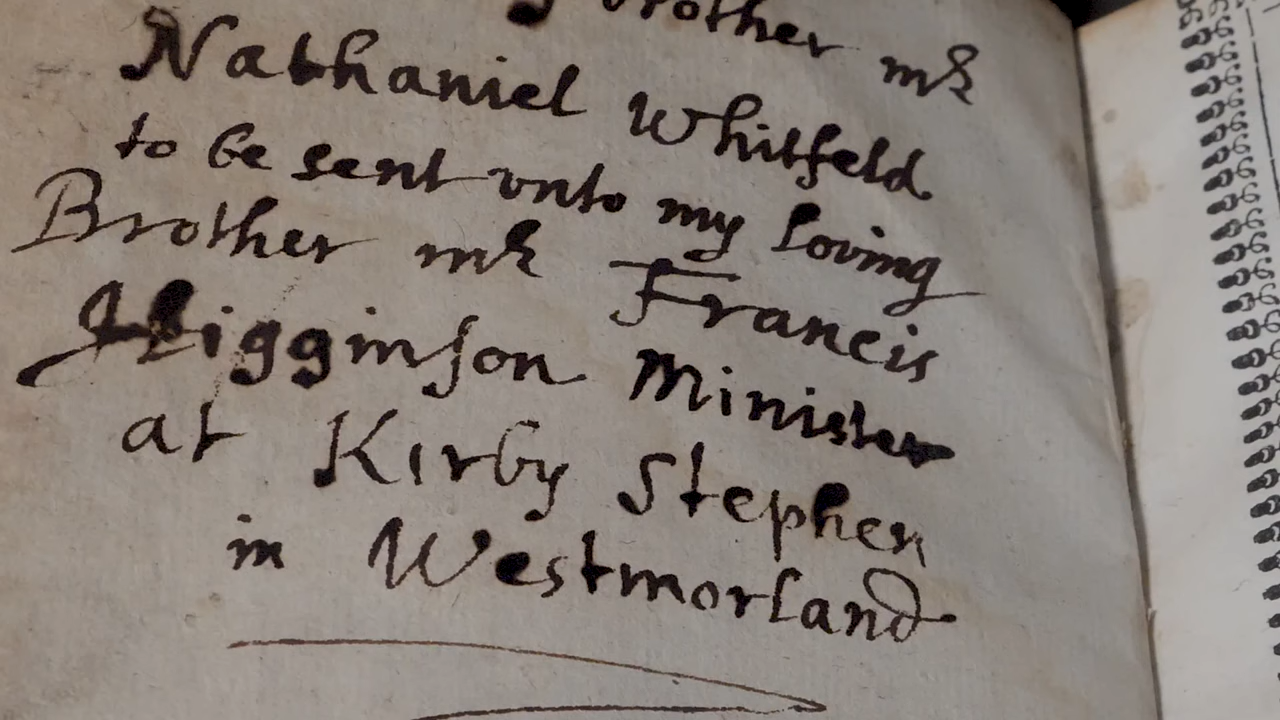 brother mr
Nathaniel Whitfeld
to be sent vnto my loving
Brother mr Francis
Higginson Minister
at Kirby Stephen
in Westmorland